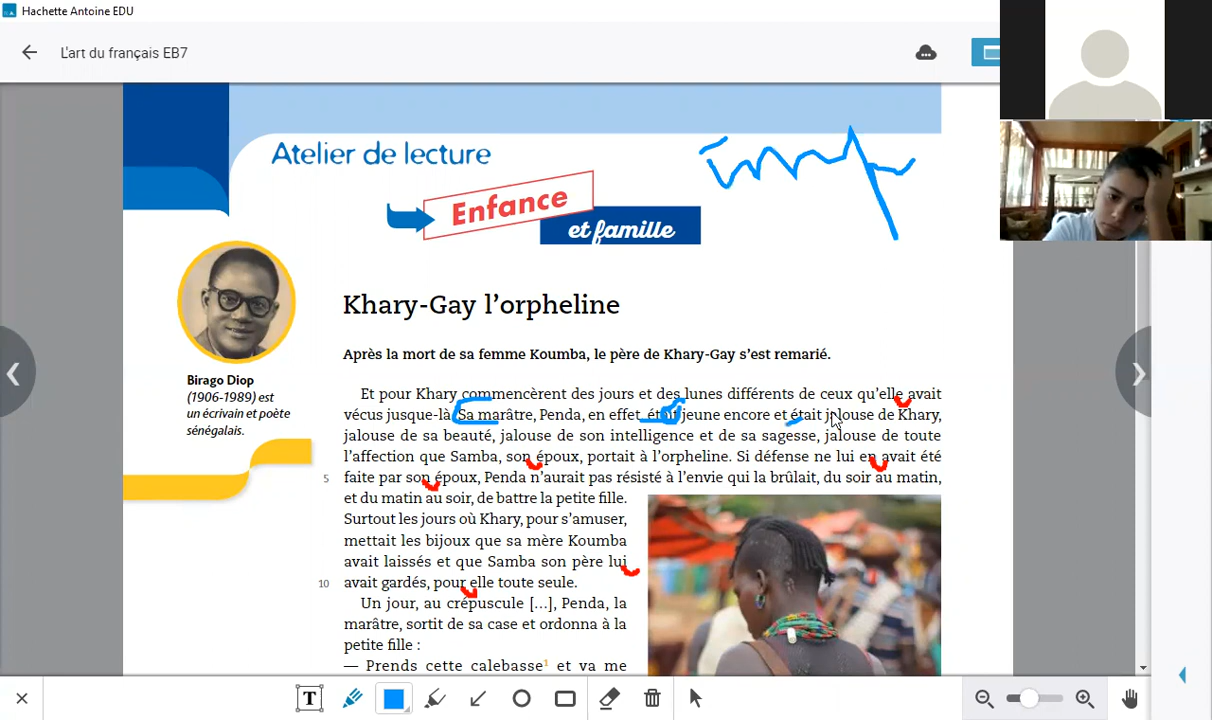 Hachette Antoine EDU
L'art du français EB7
Atelier de lecture
Enfance
et famille
Khary-Gay l'orpheline
Après la mort de sa femme Koumba, le père de Khary-Gay s'est remarié.
Birago Diop
(1906-1989) est
un écrivain et poète
sénégalais.
Et pour Khary commencèrent des jours et des lunes différents de ceux qu'elle avait
vécus jusque-là. Sa marâtre, Penda, en effet, était jeune encore et était jalouse de Khary,
jalouse de sa beauté, jalouse de son intelligence et de sa sagesse, jalouse de toute
l'affection que Samba, son époux, portait à l'orpheline. Si défense ne lui en avait été
5 faite par son époux, Penda n'aurait pas résisté à l'envie qui la brûlait, du soir au matin,
et du matin au soir, de battre la petite fille.
Surtout les jours où Khary, pour s'amuser,
mettait les bijoux que sa mère Koumba
avait laissés et que Samba son père lui
10 avait gardés, pour elle toute seule.
Un jour, au crépuscule [...], Penda, la
marâtre, sortit de sa case et ordonna à la
petite fille :
— Prends cette calebasse¹ et va me
T